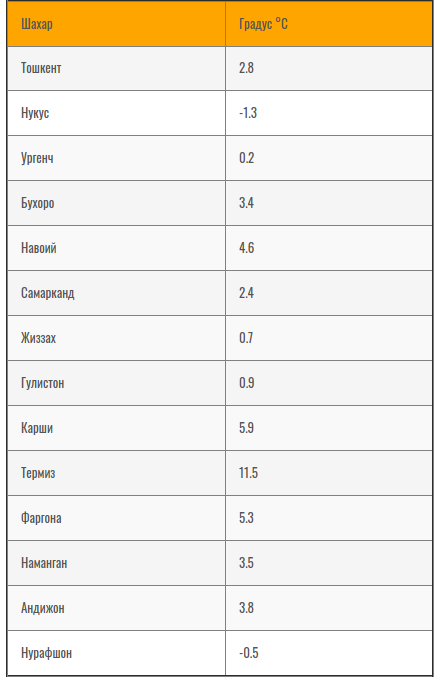 Шахар Градус °C
Тошкент 2.8
Нукус -1.3
Ургенч 0.2
Бухоро 3.4
Навоий 4.6
Самарканд 2.4
Жиззах 0.7
Гулистон 0.9
Карши 5.9
Термиз 11.5
Фаргона 5.3
Наманган 3.5
Андижон 3.8
Нурафшон -0.5